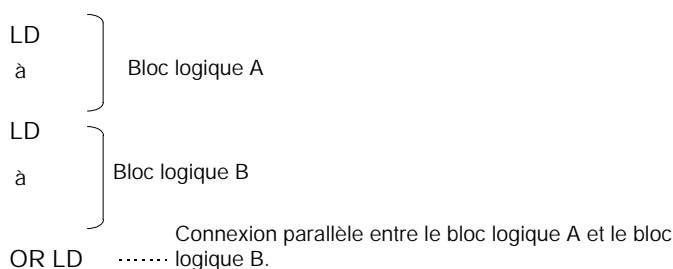 LD
à Bloc logique A
LD
à Bloc logique B
Connexion parallèle entre le bloc logique A et le bloc
OR LD ........ logique B.